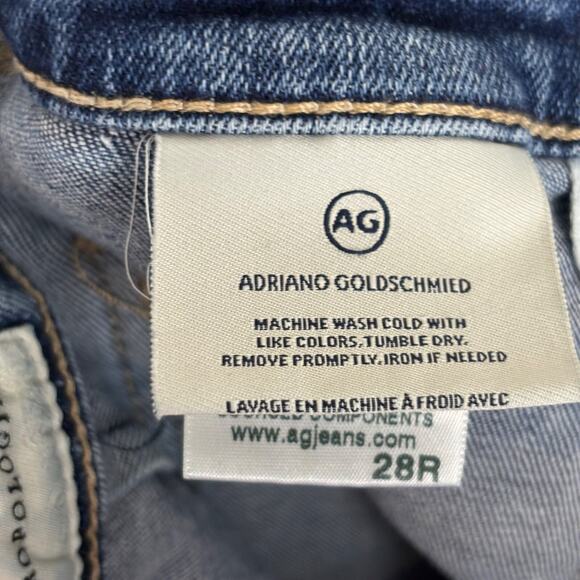 AG
ADRIANO GOLDSCHMIED
MACHINE WASH COLD WITH
LIKE COLORS.TUMBLE DRY.
REMOVE PROMPTLY.IRON IF NEEDED
LAVAGE EN MACHINE À FROID AVEC
COMPONENTS
www.agjeans.com
28R